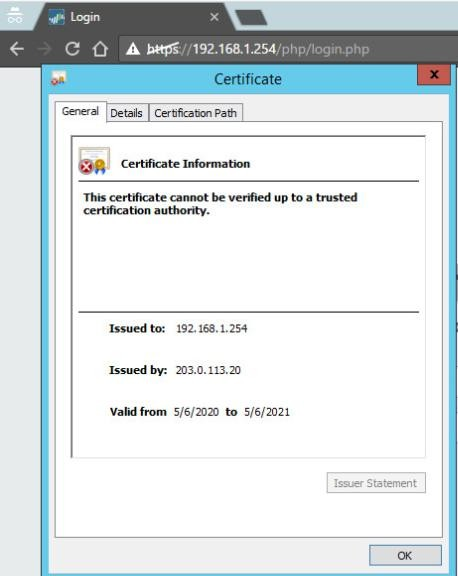 Login
https://192.168.1.254/php/login.php
Certificate
General Details Certification Path
Certificate Information
This certificate cannot be verified up to a trusted
certification authority.
Issued to: 192.168.1.254
Issued by: 203.0.113.20
Valid from 5/6/2020 to 5/6/2021
Issuer Statement
OK